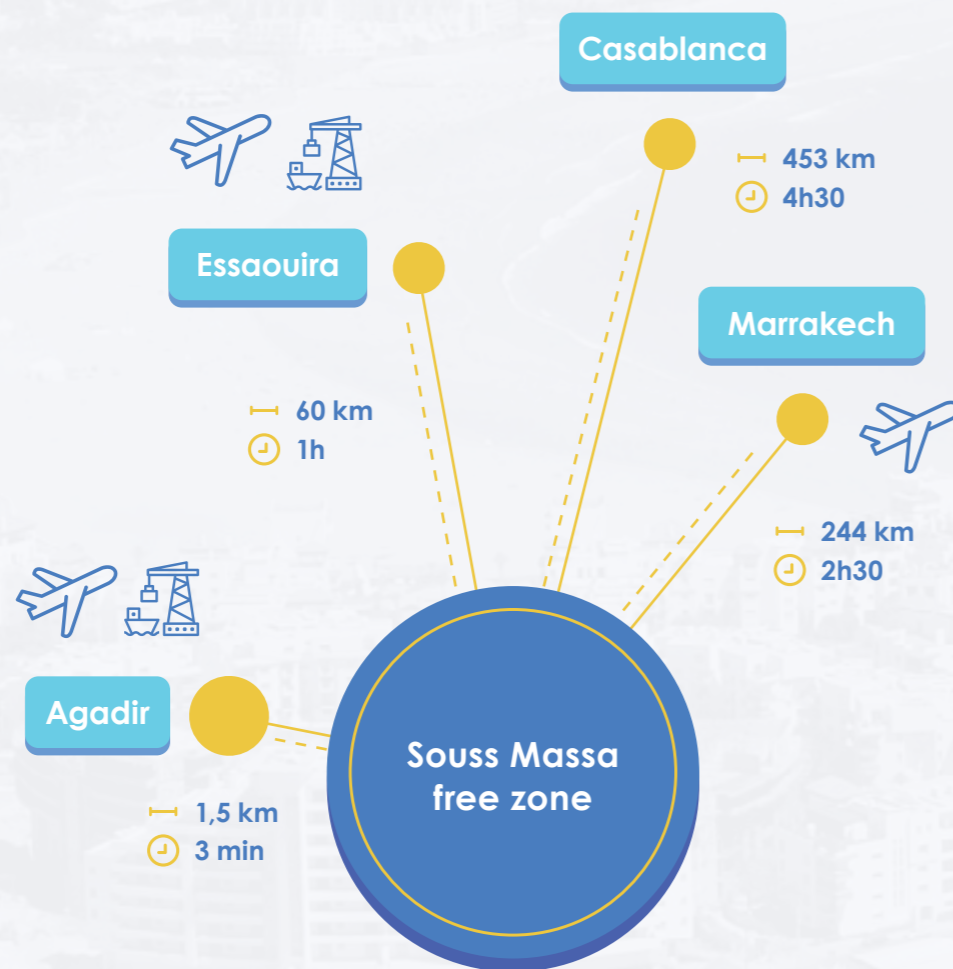 Casablanca
453 km
4h30
Essaouira
60 km
1h
Marrakech
244 km
2h30
Agadir
1,5 km
3 min
Souss Massa
free zone